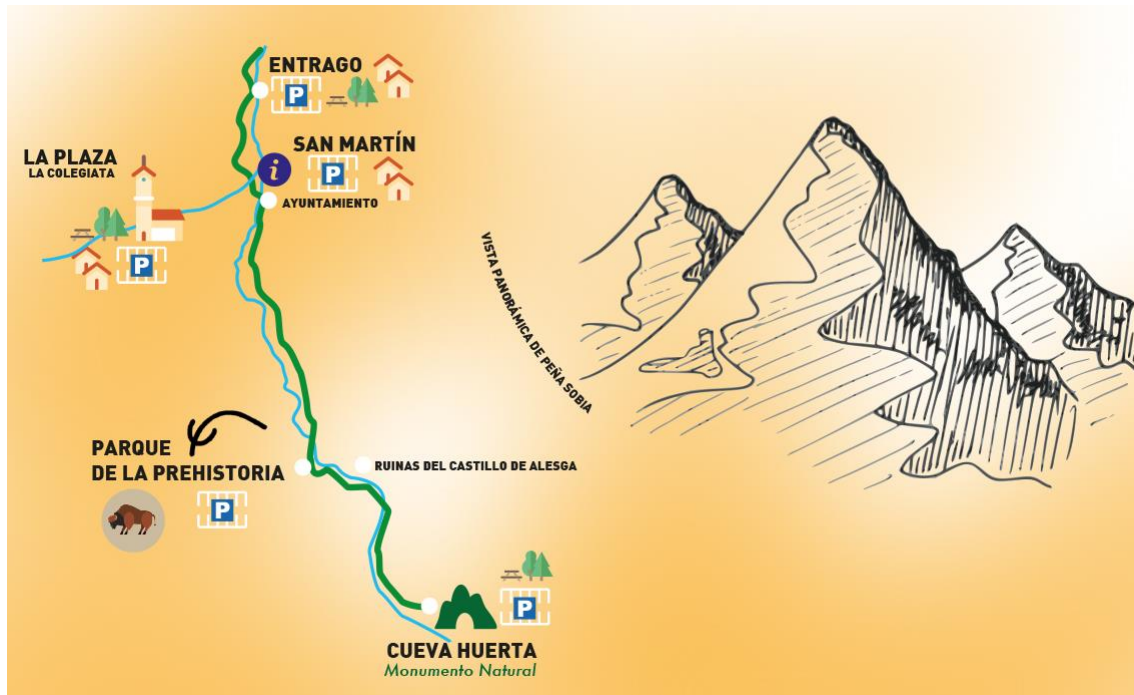 ENTRAGO
P
SAN MARTÍN
P
i
AYUNTAMIENTO
LA PLAZA
LA COLEGIATA
P
VISTA PANORÁMICA DE PEÑA SOBIA
PARQUE
DE LA PREHISTORIA
P
RUINAS DEL CASTILLO DE ALESGA
P
CUEVA HUERTA
Monumento Natural